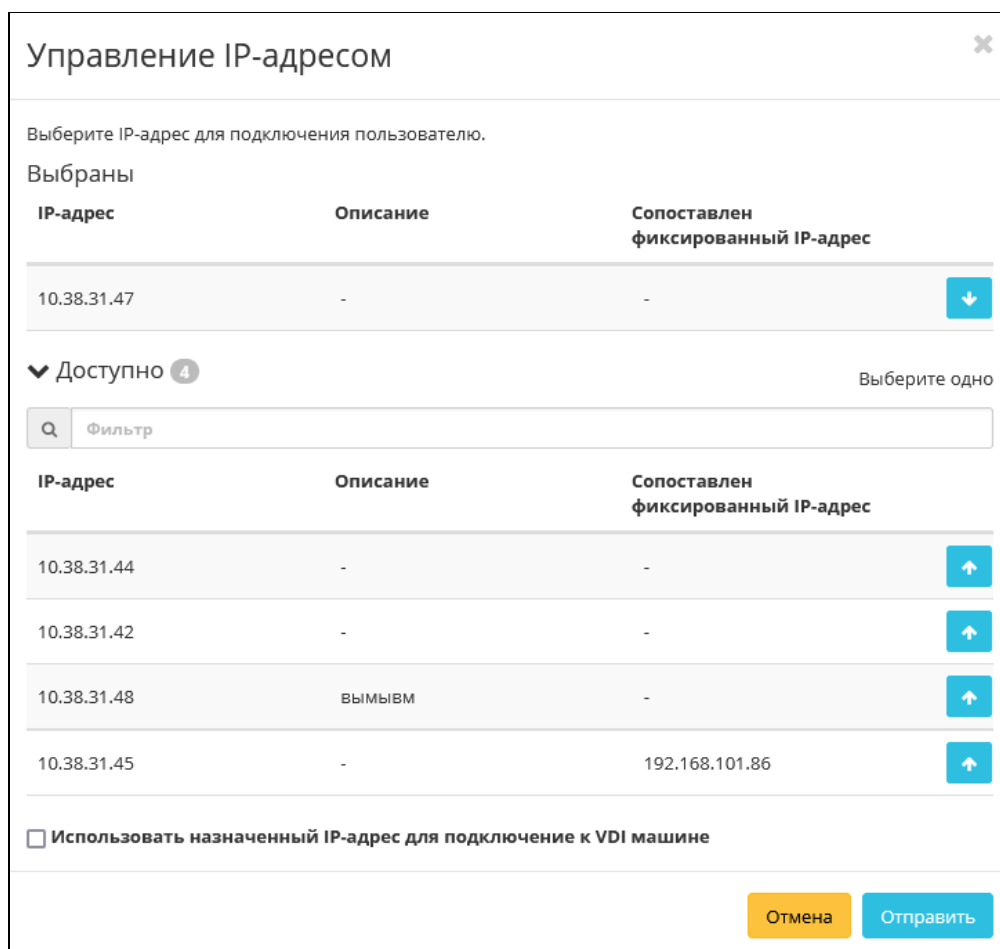 Управление IP-адресом
Выберите IP-адрес для подключения пользователю.
Выбраны
IP-адрес Описание Сопоставлен фиксированный IP-адрес
10.38.31.47 - -
Доступно 4
Выберите одно
Фильтр
IP-адрес Описание Сопоставлен фиксированный IP-адрес
10.38.31.44 - -
10.38.31.42 - -
10.38.31.48 вымывм -
10.38.31.45 - 192.168.101.86
Использовать назначенный IP-адрес для подключение к VDI машине
Отмена Отправить